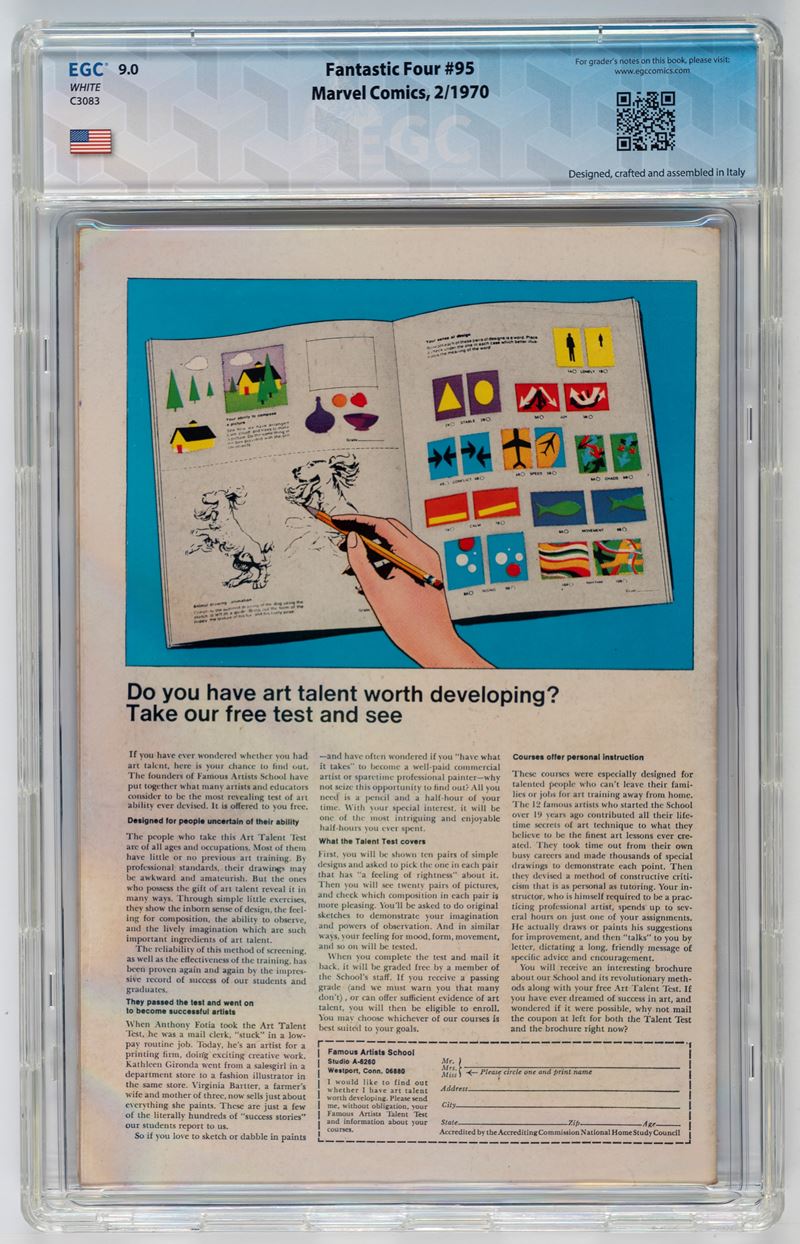 EGC® 9.0
WHITE
C3083
Fantastic Four #95
Marvel Comics, 2/1970
For grader's notes on this book, please visit:
www.egccomics.com
EGC
Designed, crafted and assembled in Italy
Your sense of design
Your ability to compose
a picture
STABLE
AIM
CONFLICT
SPEED
CALM
MOVEMENT
Do you have art talent worth developing?
Take our free test and see
If you have ever wondered whether you had
art talent, here is your chance to find out.
The founders of Famous Artists School have
put together what many artists and educators
consider to be the most revealing test of art
ability ever devised. It is offered to you free.
Designed for people uncertain of their ability
The people who take this Art Talent Test
are of all ages and occupations. Most of them
have little or no previous art training. By
professional standards, their drawings may
be awkward and amateurish. But the ones
who possess the gift of art talent reveal it in
many ways. Through simple little exercises,
they show the inborn sense of design, the feel-
ing for composition, the ability to observe,
and the lively imagination which are such
important ingredients of art talent.
The reliability of this method of screening,
as well as the effectiveness of the training, has
been proven again and again by the impres-
sive record of success of our students and
graduates.
They passed the test and went on
to become successful artists
When Anthony Fotia took the Art Talent
Test, he was a mail clerk, "stuck" in a low-
pay routine job. Today, he's an artist for a
printing firm, doing exciting creative work.
Kathleen Gironda went from a salesgirl in a
department store to a fashion illustrator in
the same store. Virginia Bartter, a farmer's
wife and mother of three, now sells just about
everything she paints. These are just a few
of the literally hundreds of "success stories"
our students report to us.
So if you love to sketch or dabble in paints
—and have often wondered if you "have what
it takes" to become a well-paid commercial
artist or sparetime professional painter—why
not seize this opportunity to find out? All you
need is a pencil and a half-hour of your
time. With your special interest, it will be
one of the most intriguing and enjoyable
half-hours you ever spent.
What the Talent Test covers
First, you will be shown ten pairs of simple
designs and asked to pick the one in each pair
that has "a feeling of rightness" about it.
Then you will see twenty pairs of pictures,
and check which composition in each pair is
more pleasing. You'll be asked to do original
sketches to demonstrate your imagination
and powers of observation. And in similar
ways, your feeling for mood, form, movement,
and so on will be tested.
When you complete the test and mail it
back, it will be graded free by a member of
the School's staff. If you receive a passing
grade (and we must warn you that many
don't), or can offer sufficient evidence of art
talent, you will then be eligible to enroll.
You may choose whichever of our courses is
best suited to your goals.
Courses offer personal instruction
These courses were especially designed for
talented people who can't leave their fami-
lies or jobs for art training away from home.
The 12 famous artists who started the School
over 19 years ago contributed all their life-
time secrets of art technique to what they
believe to be the finest art lessons ever cre-
ated. They took time out from their own
busy careers and made thousands of special
drawings to demonstrate each point. Then
they devised a method of constructive criti-
cism that is as personal as tutoring. Your in-
structor, who is himself required to be a prac-
ticing professional artist, spends up to sev-
eral hours on just one of your assignments.
He actually draws or paints his suggestions
for improvement, and then "talks" to you by
letter, dictating a long, friendly message of
specific advice and encouragement.
You will receive an interesting brochure
about our School and its revolutionary meth-
ods along with your free Art Talent Test. If
you have ever dreamed of success in art, and
wondered if it were possible, why not mail
the coupon at left for both the Talent Test
and the brochure right now?
Famous Artists School
Studio A-6260
Westport, Conn. 06880
I would like to find out
whether I have art talent
worth developing. Please send
me, without obligation, your
Famous Artists Talent Test
and information about your
courses.
Mr.
Mrs.
Miss
Please circle one and print name
Address
City
State Zip Age
Accredited by the Accrediting Commission National Home Study Council